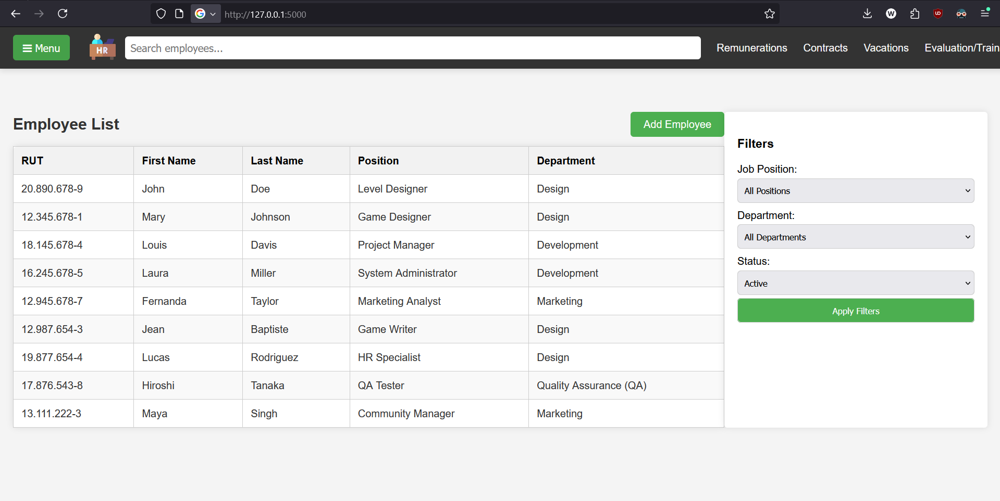 http://127.0.0.1:5000
Menu
HR
Search employees...
Remunerations Contracts Vacations Evaluation/Train
Employee List
Add Employee
RUT First Name Last Name Position Department
20.890.678-9 John Doe Level Designer Design
12.345.678-1 Mary Johnson Game Designer Design
18.145.678-4 Louis Davis Project Manager Development
16.245.678-5 Laura Miller System Administrator Development
12.945.678-7 Fernanda Taylor Marketing Analyst Marketing
12.987.654-3 Jean Baptiste Game Writer Design
19.877.654-4 Lucas Rodriguez HR Specialist Design
17.876.543-8 Hiroshi Tanaka QA Tester Quality Assurance (QA)
13.111.222-3 Maya Singh Community Manager Marketing
Filters
Job Position:
All Positions
Department:
All Departments
Status:
Active
Apply Filters